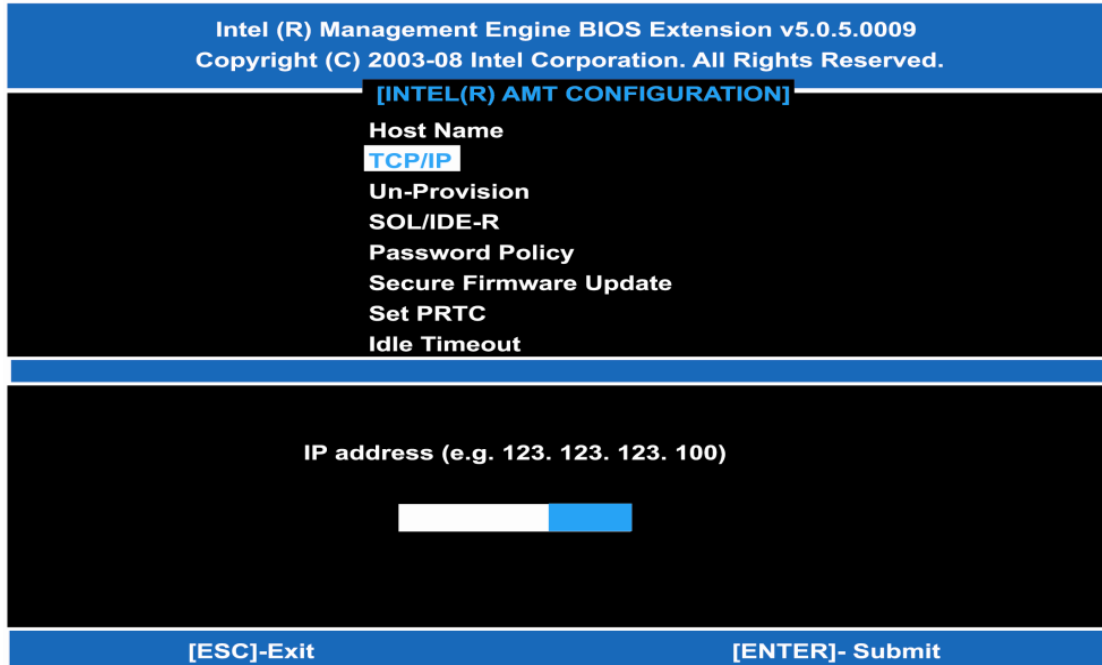 Intel (R) Management Engine BIOS Extension v5.0.5.0009
Copyright (C) 2003-08 Intel Corporation. All Rights Reserved.
[INTEL(R) AMT CONFIGURATION]
Host Name
TCP/IP
Un-Provision
SOL/IDE-R
Password Policy
Secure Firmware Update
Set PRTC
Idle Timeout
IP address (e.g. 123. 123. 123. 100)
[ESC]-Exit
[ENTER]- Submit